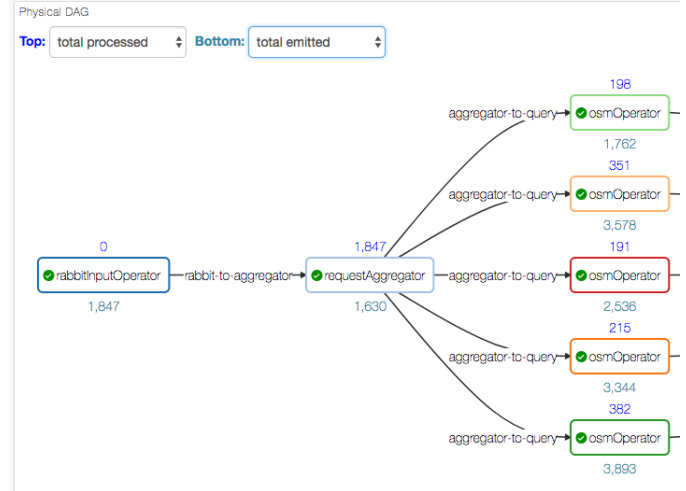 Physical DAG
Top: total processed Bottom: total emitted
198
aggregator-to-query osmOperator
1,762
351
aggregator-to-query osmOperator
3,578
0 1,847 191
rabbitInputOperator rabbit-to-aggregator requestAggregator aggregator-to-query osmOperator
1,847 1,630 2,536
215
aggregator-to-query osmOperator
3,344
382
aggregator-to-query osmOperator
3,893